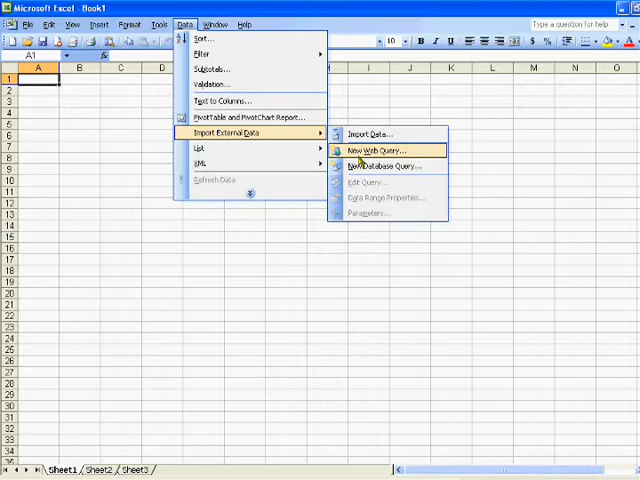 Microsoft Excel - Book1
File Edit View Insert Format Tools Data Window Help
Type a question for help
10
$ %
A1
fx
A B C D H I J K L M N O
1
2
3
4
5
6
7
8
9
10
11
12
13
14
15
16
17
18
19
20
21
22
23
24
25
26
27
28
29
30
31
32
33
34
35
Sort...
Filter
Subtotals...
Validation...
Text to Columns...
PivotTable and PivotChart Report...
Import External Data
List
XML
Refresh Data
Import Data...
New Web Query...
New Database Query...
Edit Query...
Data Range Properties...
Parameters...
Sheet1 Sheet2 Sheet3